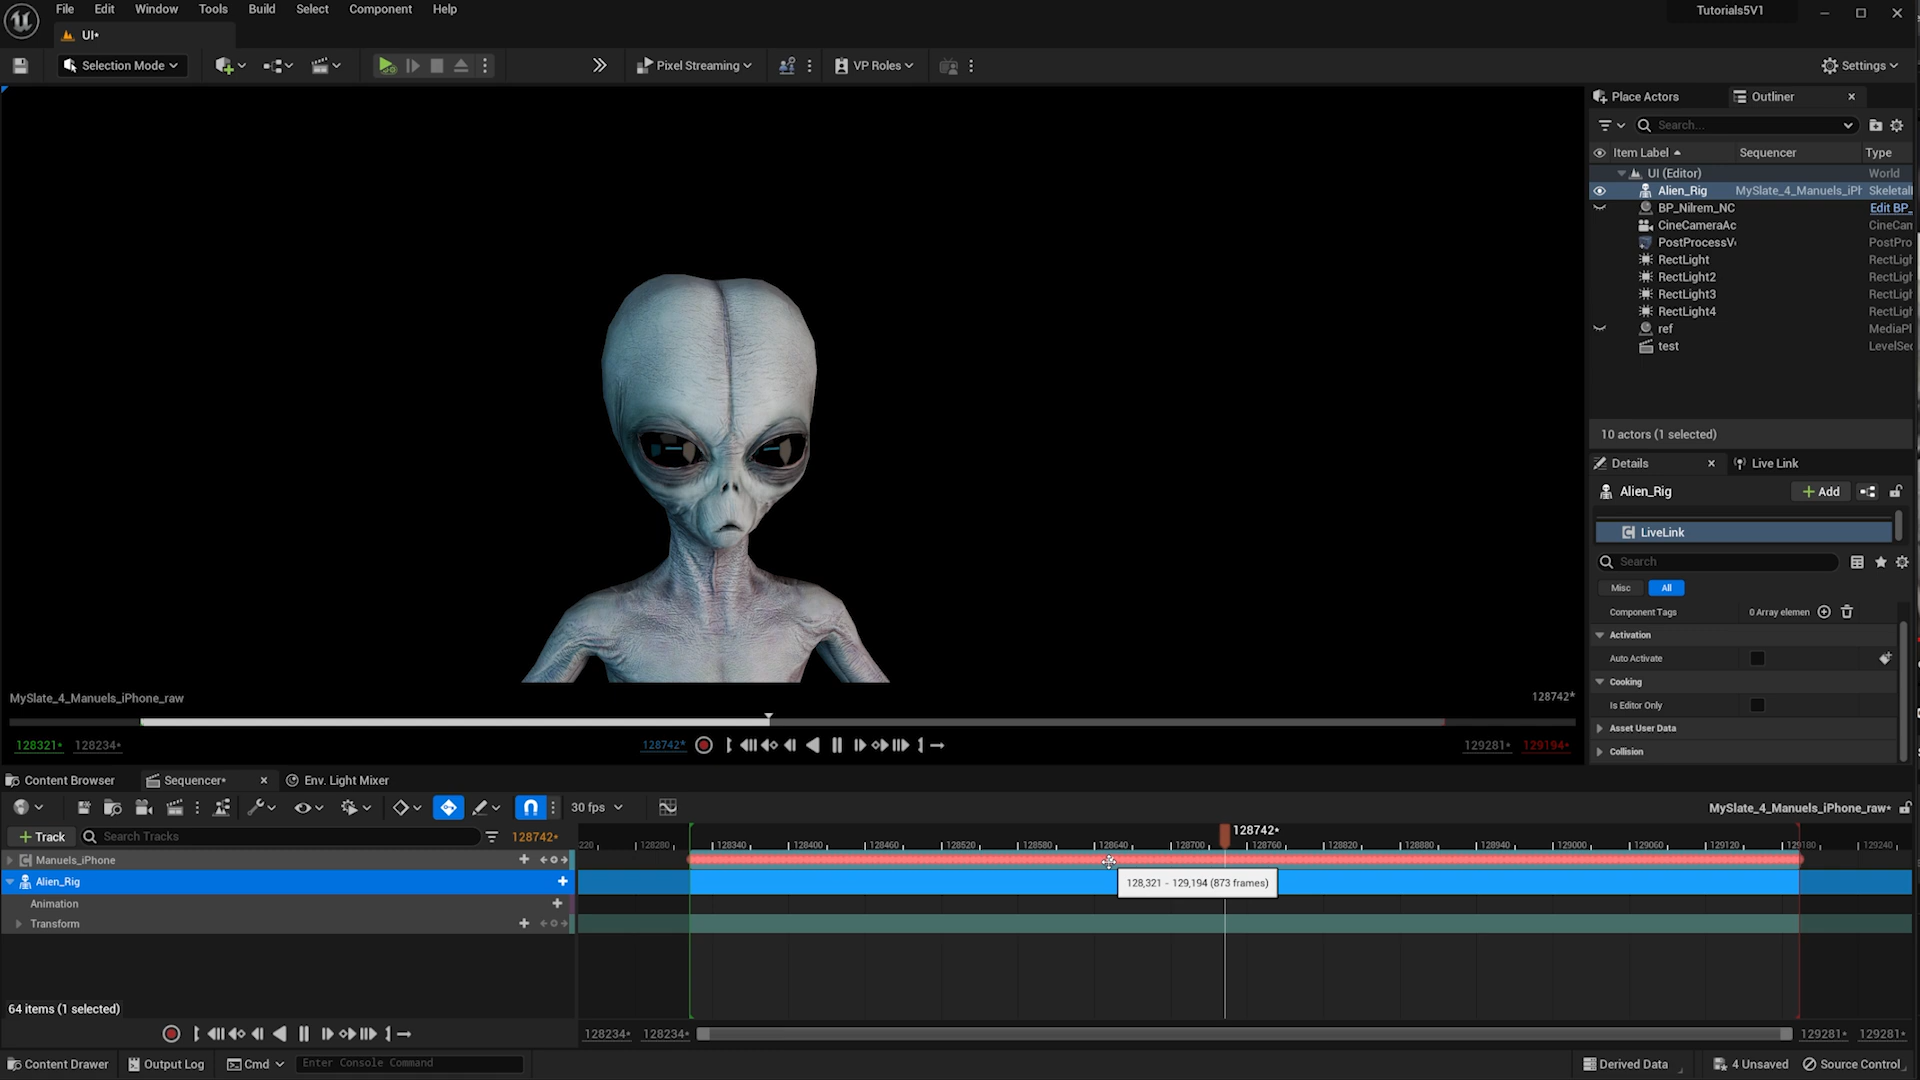 File Edit Window Tools Build Select Component Help
Tutorials5V1
UI*
Selection Mode
Pixel Streaming
VP Roles
Settings
Place Actors
Outliner
Search...
Item Label
Sequencer
Type
UI (Editor)
World
Alien_Rig
MySlate_4_Manuels_iPh
Skeletal
BP_Nilrem_NC
Edit BP_
CineCameraAc
CineCam
PostProcessV
PostPro
RectLight
RectLigh
RectLight2
RectLigh
RectLight3
RectLigh
RectLight4
RectLigh
ref
MediaPl
test
LevelSec
10 actors (1 selected)
Details
Live Link
Alien_Rig
+ Add
LiveLink
Search
Misc
All
Component Tags
0 Array elemen
Activation
Auto Activate
Cooking
Is Editor Only
Asset User Data
Collision
MySlate_4_Manuels_iPhone_raw
128742*
128321*
128234*
128742*
129281*
129194*
Content Browser
Sequencer*
Env. Light Mixer
30 fps
MySlate_4_Manuels_iPhone_raw*
+ Track
Search Tracks
128742*
128742*
220 128280 128340 128400 128460 128520 128580 128640 128700 128760 128820 128880 128940 129000 129060 129120 129180 129240
Manuels_iPhone
Alien_Rig
128,321 - 129,194 (873 frames)
Animation
Transform
64 items (1 selected)
128234*
128234*
129281*
129281*
Content Drawer
Output Log
Cmd
Enter Console Command
Derived Data
4 Unsaved
Source Control